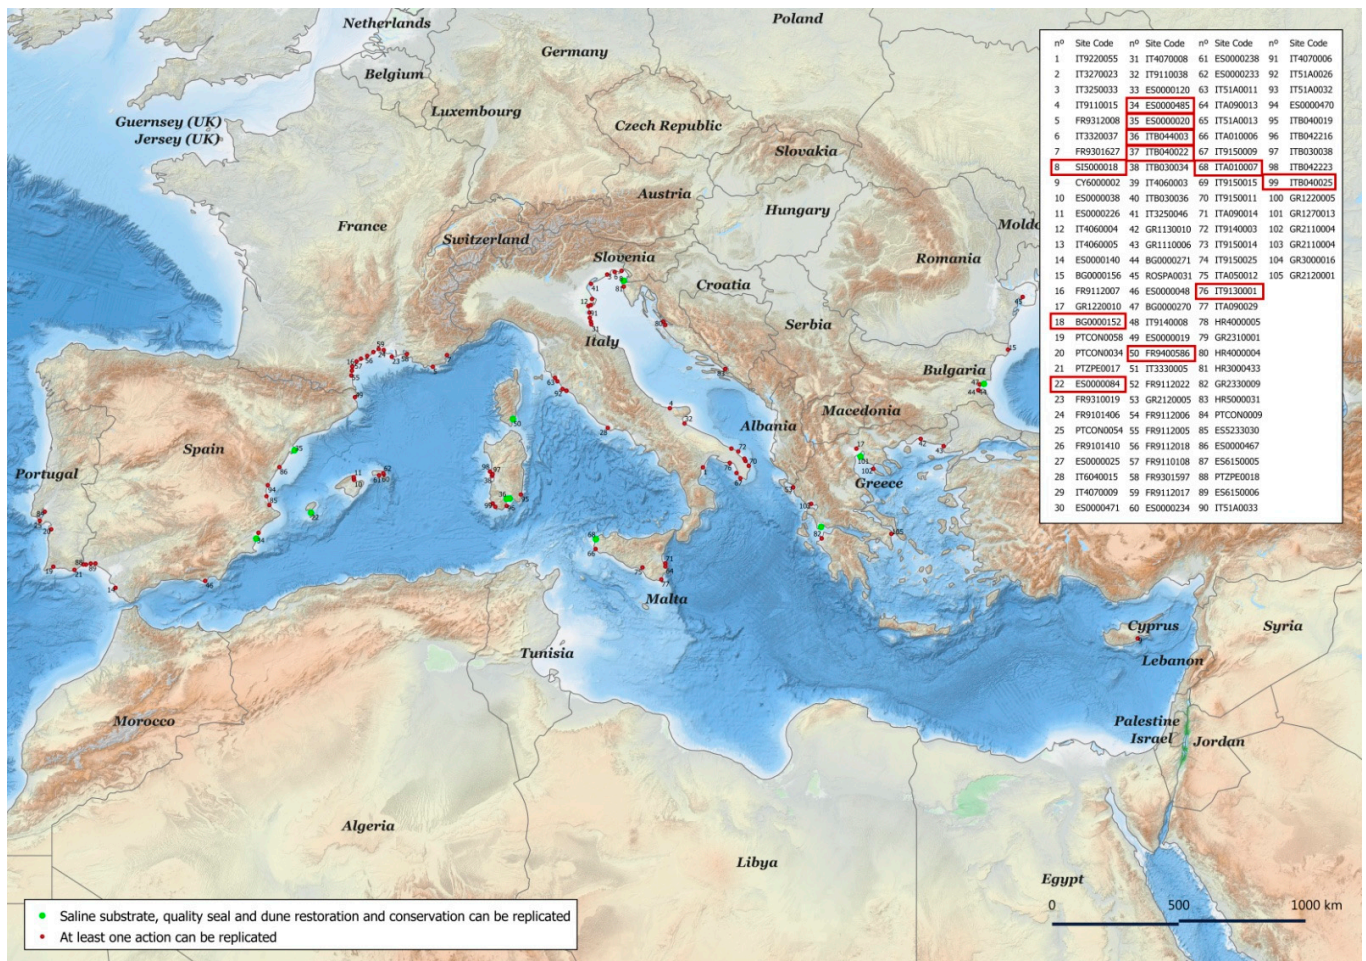 Netherlands
Poland
Germany
Belgium
Luxembourg
Guernsey (UK)
Jersey (UK)
Czech Republic
Slovakia
Austria
France
Hungary
Moldo
Switzerland
Slovenia
Romania
Croatia
Serbia
Italy
Bulgaria
Macedonia
Albania
Spain
Portugal
Greece
Malta
Cyprus
Syria
Lebanon
Tunisia
Morocco
Palestine
Israel
Jordan
Algeria
Libya
Egypt
nº Site Code nº Site Code nº Site Code nº Site Code
1 IT9220055 31 IT4070008 61 ES0000238 91 IT4070006
2 IT3270023 32 IT9110038 62 ES0000233 92 IT51A0026
3 IT3250033 33 ES0000120 63 IT51A0011 93 IT51A0032
4 IT9110015 34 ES0000485 64 ITA090013 94 ES0000470
5 FR9312008 35 ES0000020 65 IT51A0013 95 ITB040019
6 IT3320037 36 ITB044003 66 ITA010006 96 ITB042216
7 FR9301627 37 ITB040022 67 IT9150009 97 ITB030038
8 SI5000018 38 ITB030034 68 ITA010007 98 ITB042223
9 CY6000002 39 IT4060003 69 IT9150015 99 ITB040025
10 ES0000038 40 ITB030036 70 IT9150011 100 GR1220005
11 ES0000226 41 IT3250046 71 ITA090014 101 GR1270013
12 IT4060004 42 GR1130010 72 IT9140003 102 GR2110004
13 IT4060005 43 GR1110006 73 IT9150014 103 GR2110004
14 ES0000140 44 BG0000271 74 IT9150025 104 GR3000016
15 BG0000156 45 ROSPA0031 75 ITA050012 105 GR2120001
16 FR9112007 46 ES0000048 76 IT9130001
17 GR1220010 47 BG0000270 77 ITA090029
18 BG0000152 48 IT9140008 78 HR4000005
19 PTCON0058 49 ES0000019 79 GR2310001
20 PTCON0034 50 FR9400586 80 HR4000004
21 PTZPE0017 51 IT3330005 81 HR3000433
22 ES0000084 52 FR9112022 82 GR2330009
23 FR9310019 53 GR2120005 83 HR5000031
24 FR9101406 54 FR9112006 84 PTCON0009
25 PTCON0054 55 FR9112005 85 ES5233030
26 FR9101410 56 FR9112018 86 ES0000467
27 ES0000025 57 FR9110108 87 ES6150005
28 IT6040015 58 FR9301597 88 PTZPE0018
29 IT4070009 59 FR9112017 89 ES6150006
30 ES0000471 60 ES0000234 90 IT51A0033
Saline substrate, quality seal and dune restoration and conservation can be replicated
At least one action can be replicated
0 500 1000 km